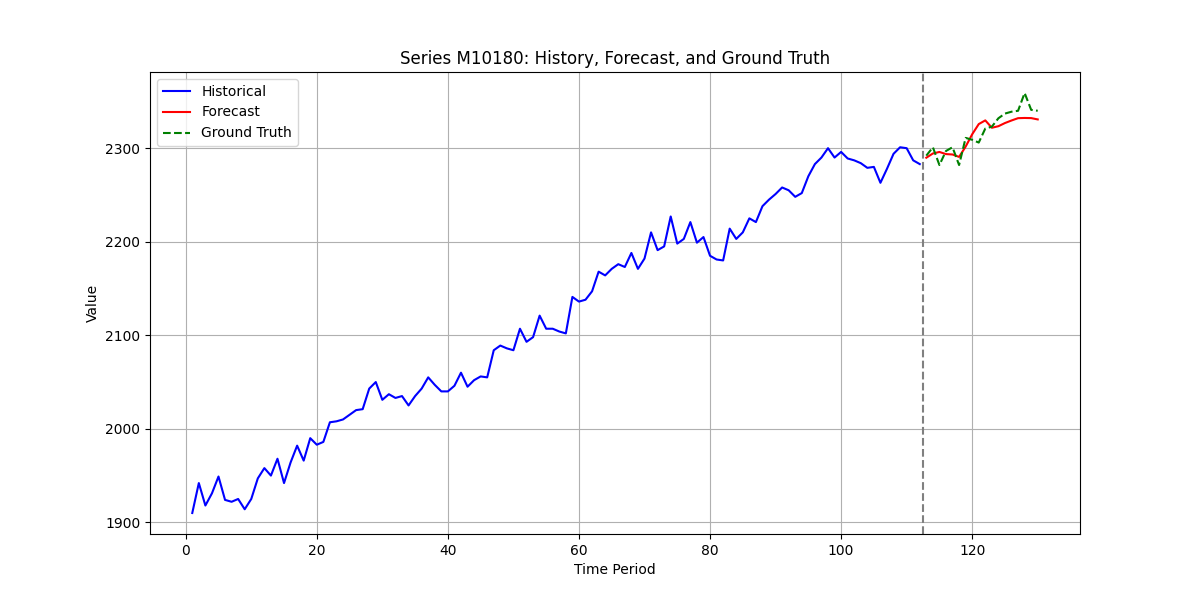 Series M10180: History, Forecast, and Ground Truth
Historical
Forecast
Ground Truth
Value
2300
2200
2100
2000
1900
0 20 40 60 80 100 120
Time Period